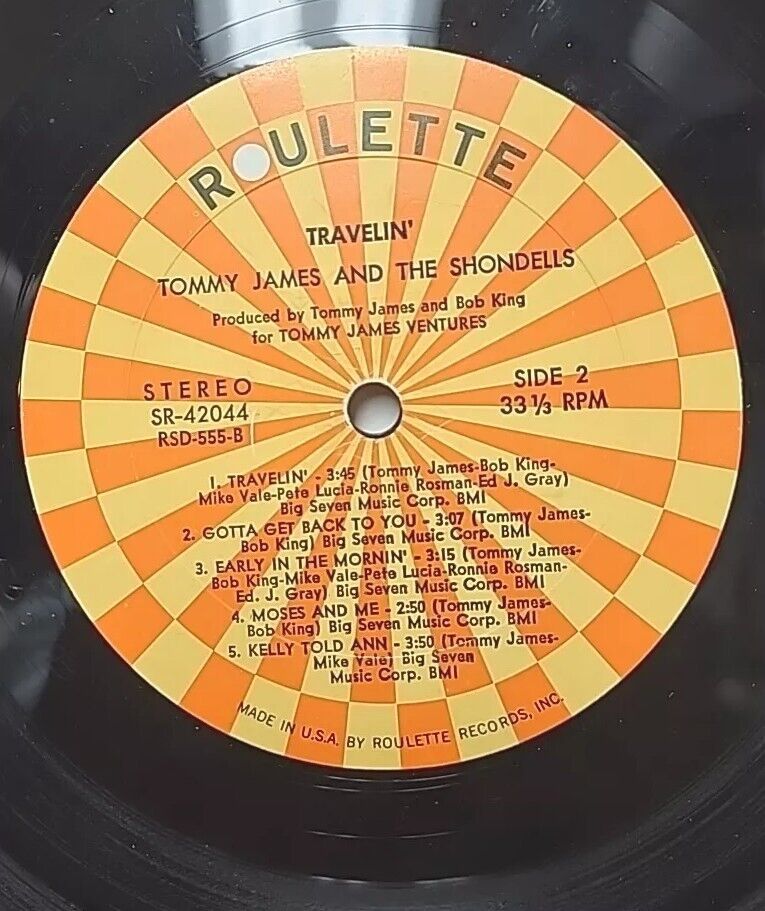 ROULETTE
TRAVELIN'
TOMMY JAMES AND THE SHONDELLS
Produced by Tommy James and Bob King
for TOMMY JAMES VENTURES
STEREO
SR-42044
RSD-555-B
SIDE 2
33 1/3 RPM
1. TRAVELIN' - 3:45 (Tommy James-Bob King-
Mike Vale-Pete Lucia-Ronnie Rosman-Ed J. Gray)
Big Seven Music Corp. BMI
2. GOTTA GET BACK TO YOU - 3:07 (Tommy James-
Bob King) Big Seven Music Corp. BMI
3. EARLY IN THE MORNIN' - 3:15 (Tommy James-
Bob King-Mike Vale-Pete Lucia-Ronnie Rosman-
Ed. J. Gray) Big Seven Music Corp. BMI
4. MOSES AND ME - 2:50 (Tommy James-
Bob King) Big Seven Music Corp. BMI
5. KELLY TOLD ANN - 3:50 (Tommy James-
Mike Vale) Big Seven
Music Corp. BMI
MADE IN U.S.A. BY ROULETTE RECORDS, INC.